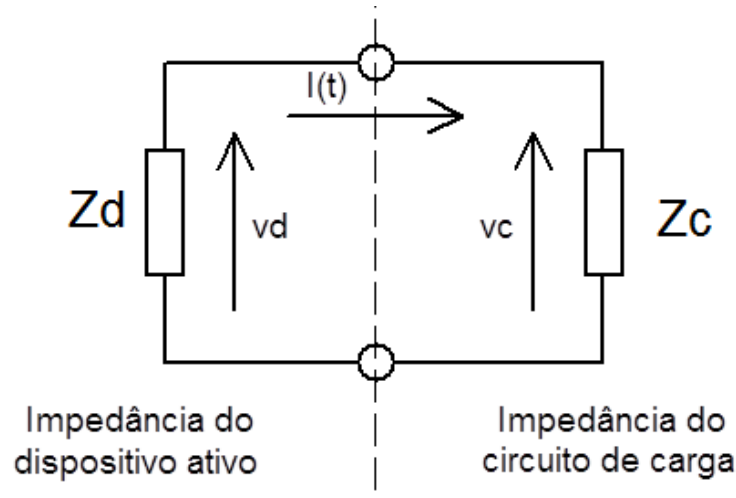 I(t)
Zd
vd
vc
Zc
Impedância do
dispositivo ativo
Impedância do
circuito de carga